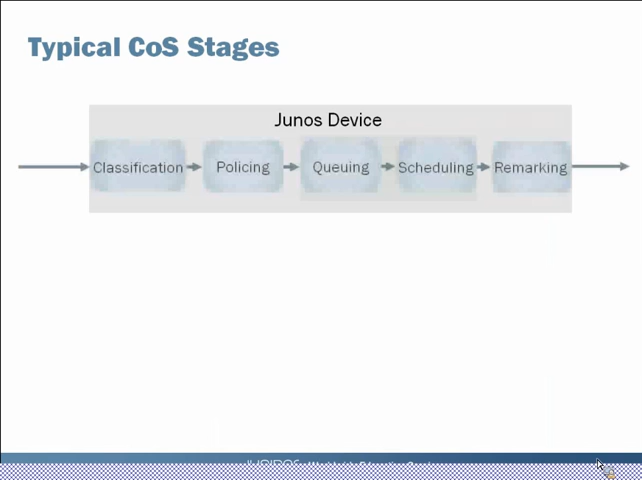 Typical CoS Stages
Junos Device
Classification
Policing
Queuing
Scheduling
Remarking